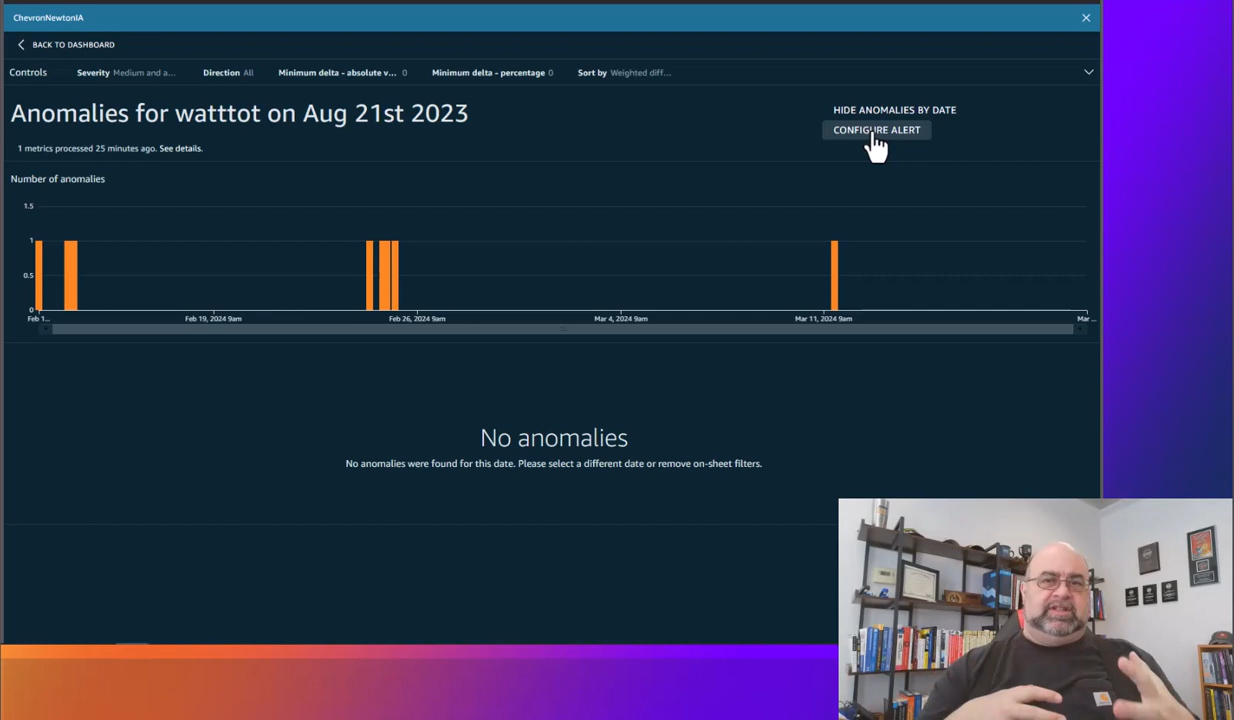 ChevronNewtonIA
BACK TO DASHBOARD
Controls Severity Medium and a... Direction All Minimum delta - absolute v... 0 Minimum delta - percentage 0 Sort by Weighted diff...
Anomalies for watttot on Aug 21st 2023
HIDE ANOMALIES BY DATE
CONFIGURE ALERT
1 metrics processed 25 minutes ago. See details.
Number of anomalies
1.5
1
0.5
0
Feb 1... Feb 19, 2024 9am Feb 26, 2024 9am Mar 4, 2024 9am Mar 11, 2024 9am Mar ...
No anomalies
No anomalies were found for this date. Please select a different date or remove on-sheet filters.